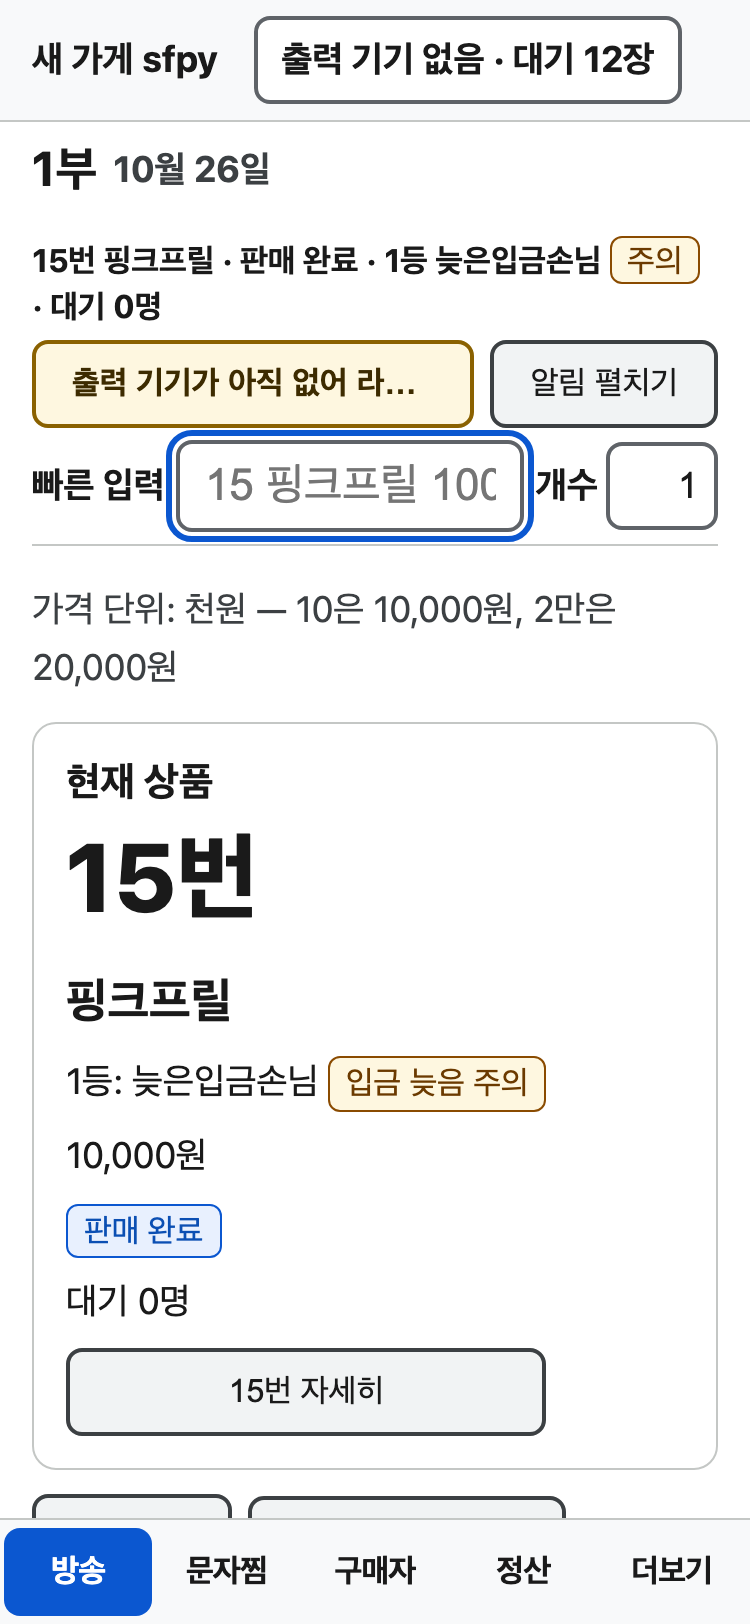 새 가게 sfpy 출력 기기 없음 · 대기 12장
1부 10월 26일
15번 핑크프릴 · 판매 완료 · 1등 늦은입금손님 주의
· 대기 0명
출력 기기가 아직 없어 라... 알림 펼치기
빠른 입력 15 핑크프릴 100 개수 1
가격 단위: 천원 — 10은 10,000원, 2만은
20,000원
현재 상품
15번
핑크프릴
1등: 늦은입금손님 입금 늦음 주의
10,000원
판매 완료
대기 0명
15번 자세히
방송 문자찜 구매자 정산 더보기